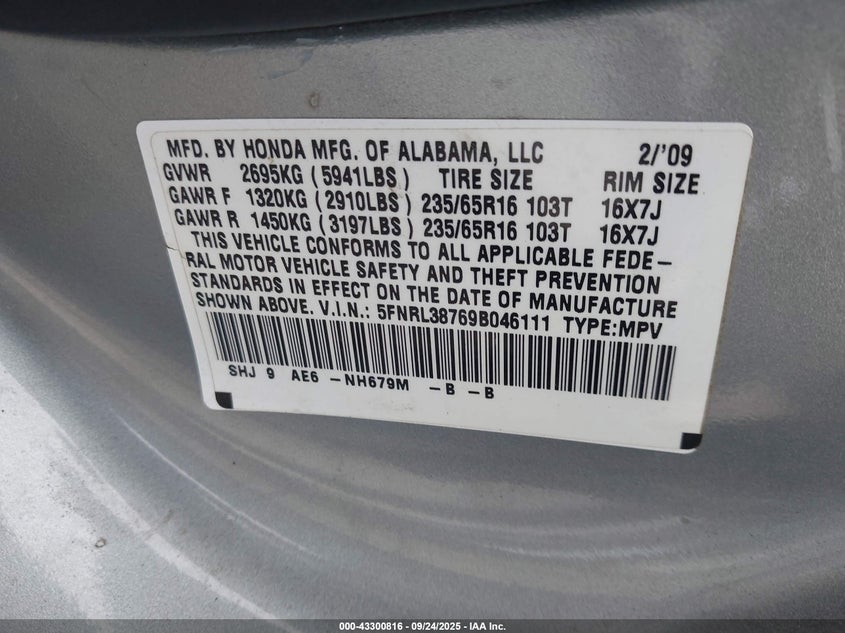 MFD. BY HONDA MFG. OF ALABAMA, LLC 2/'09
GVWR 2695KG (5941LBS) TIRE SIZE RIM SIZE
GAWR F 1320KG (2910LBS) 235/65R16 103T 16X7J
GAWR R 1450KG (3197LBS) 235/65R16 103T 16X7J
THIS VEHICLE CONFORMS TO ALL APPLICABLE FEDE–
RAL MOTOR VEHICLE SAFETY AND THEFT PREVENTION
STANDARDS IN EFFECT ON THE DATE OF MANUFACTURE
SHOWN ABOVE. V.I.N.: 5FNRL38769B046111 TYPE:MPV
SHJ 9 AE6 –NH679M –B –B
000-43300816 - 09/24/2025 - IAA Inc.